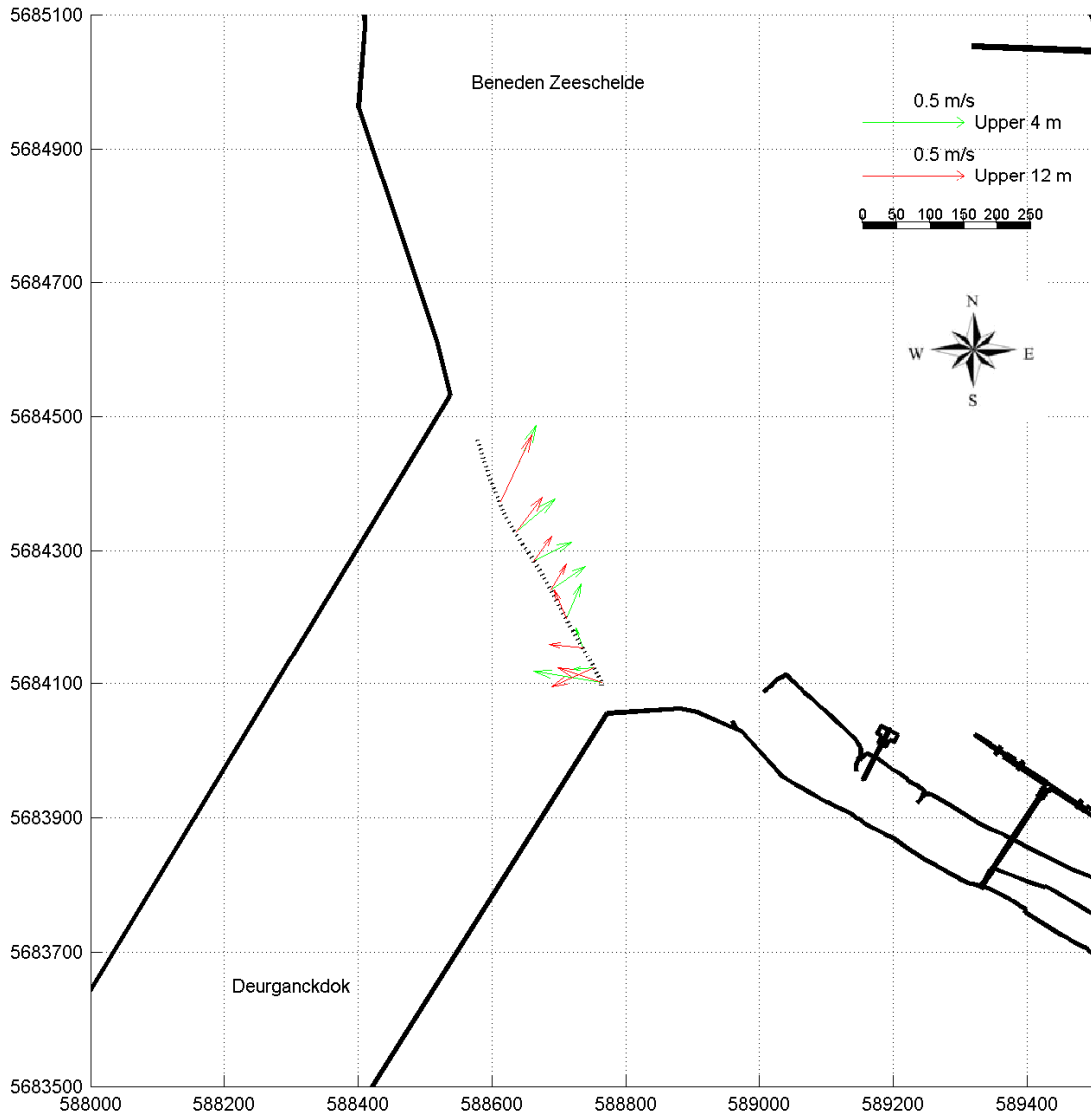 5685100
Beneden Zeeschelde
0.5 m/s
Upper 4 m
5684900
0.5 m/s
Upper 12 m
0 50 100 150 200 250
5684700
N
W E
S
5684500
5684300
5684100
5683900
5683700
Deurganckdok
5683500
588000 588200 588400 588600 588800 589000 589200 589400